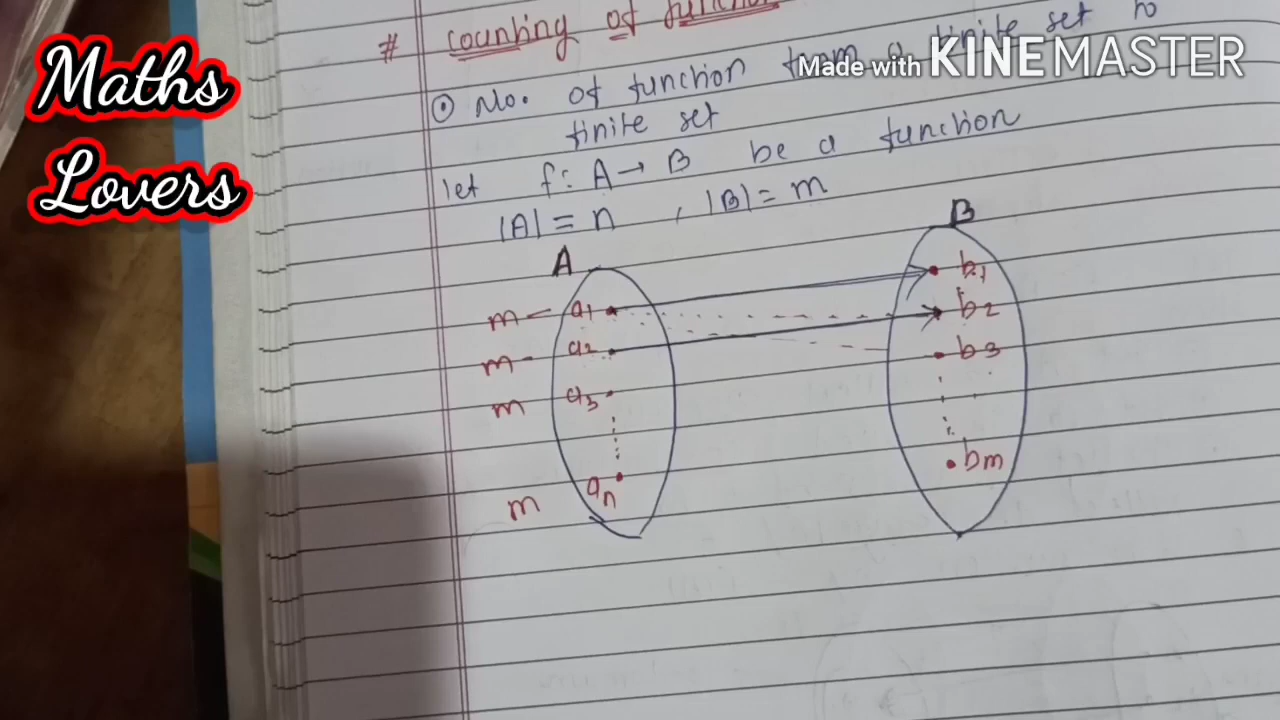 Maths
Lovers
Made with KINEMASTER
# counting of function
⊙ No. of function from a finite set to
finite set
let f: A → B be a function
|A| = n , |B| = m
A
B
m – a1
m - a2
m a3
m an
b1
b2
b3
bm